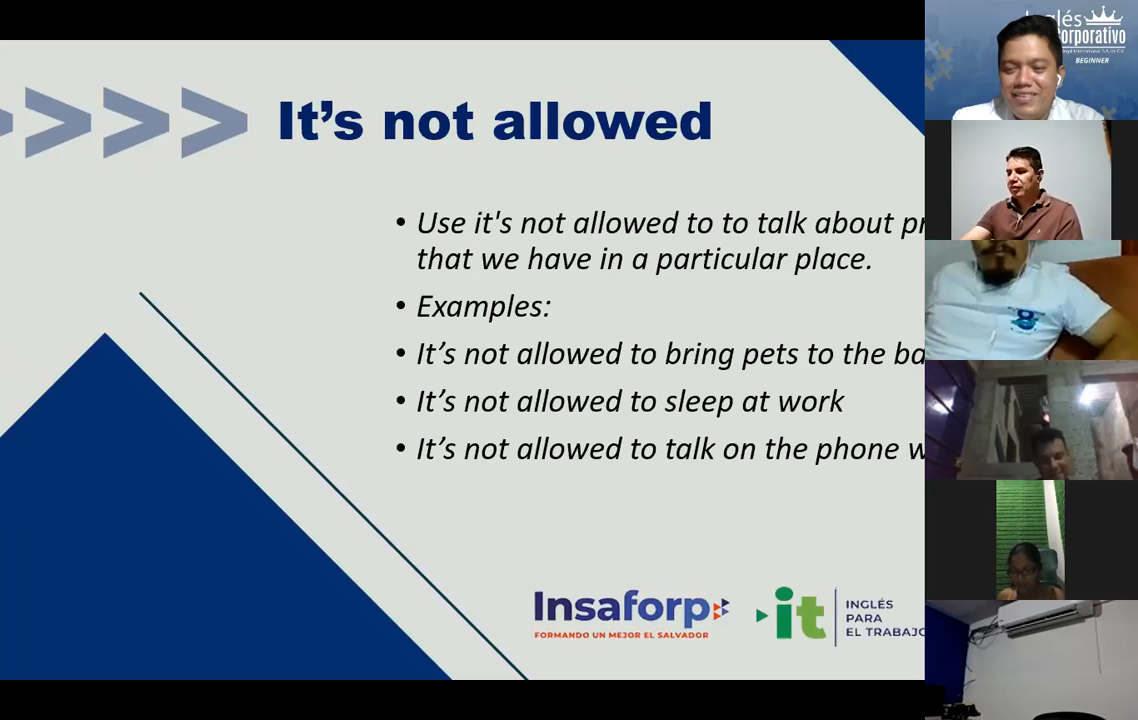 It’s not allowed
• Use it's not allowed to to talk about
that we have in a particular place.
• Examples:
• It’s not allowed to bring pets to the
• It’s not allowed to sleep at work
• It’s not allowed to talk on the phone
Insaforp
FORMANDO UN MEJOR EL SALVADOR
it
INGLÉS
PARA
EL TRABAJO
Inglés
Corporativo
BEGINNER